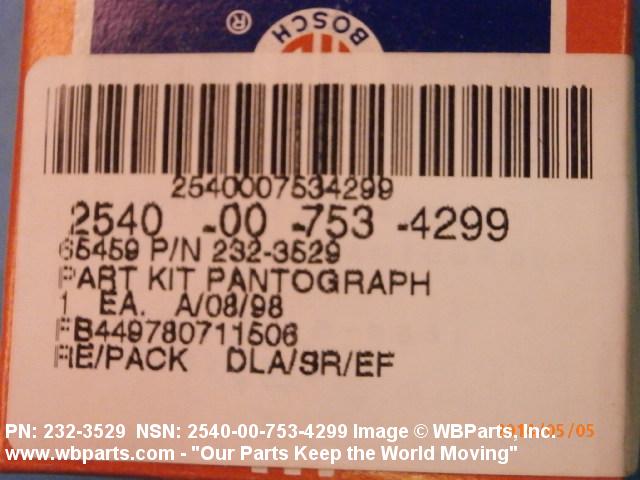 BOSCH
®
2540007534299
2540 -00 -753 -4299
65459 P/N 232-3529
PART KIT PANTOGRAPH
1 EA. A/08/98
FB449780711506
RE/PACK DLA/SR/EF
PN: 232-3529 NSN: 2540-00-753-4299 Image © WBParts, Inc.
www.wbparts.com - "Our Parts Keep the World Moving"